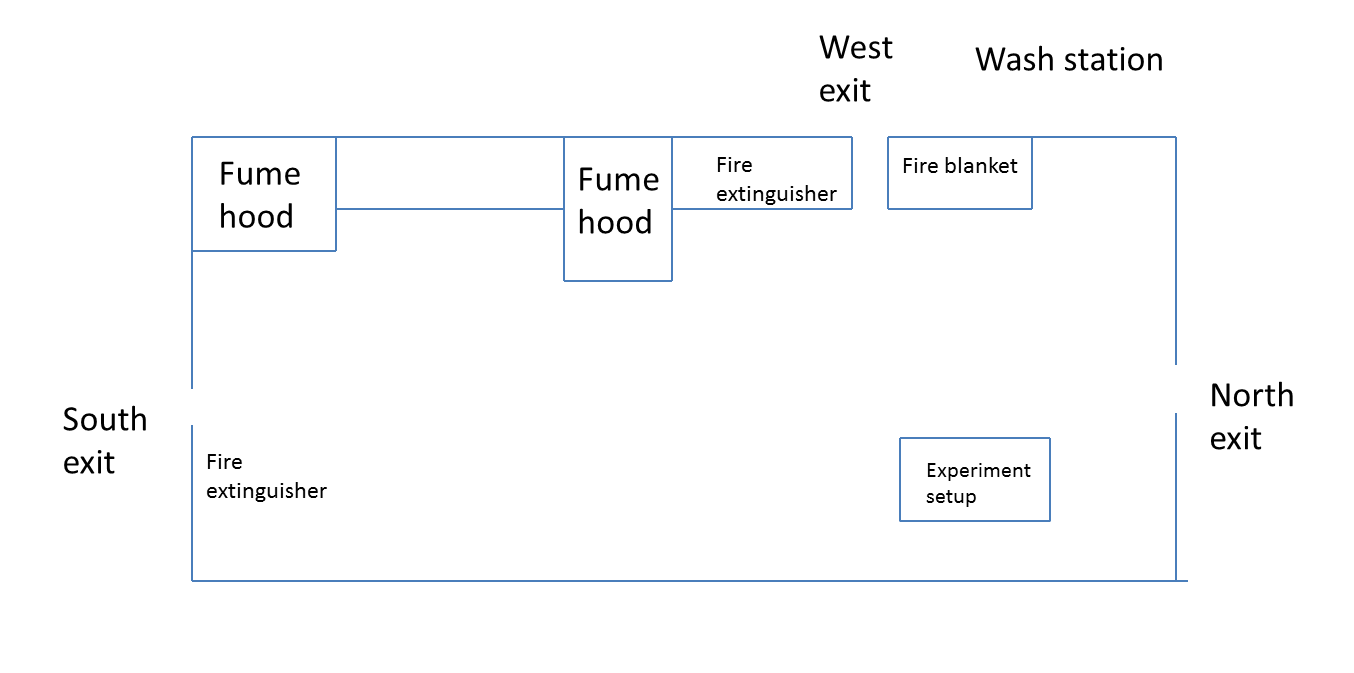 West
exit
Wash station
Fume
hood
Fume
hood
Fire
extinguisher
Fire blanket
South
exit
Fire
extinguisher
Experiment
setup
North
exit